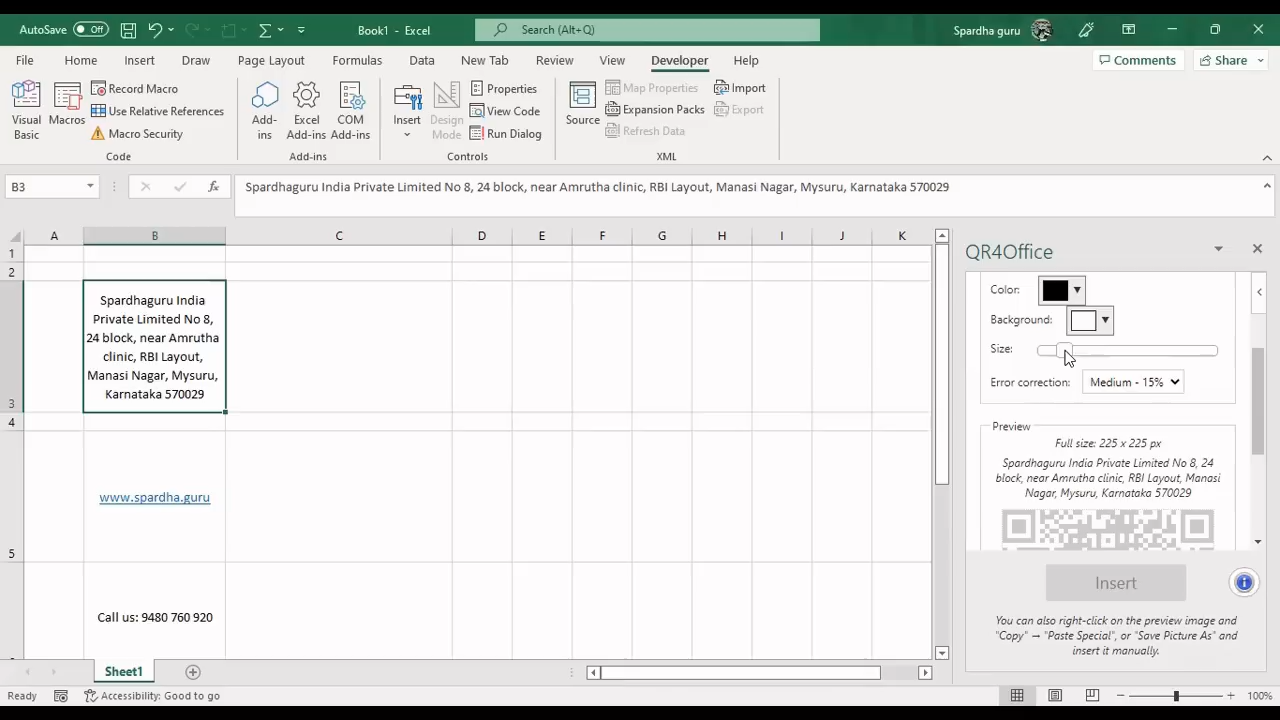 AutoSave Off Book1 - Excel Search (Alt+Q) Spardha guru
File Home Insert Draw Page Layout Formulas Data New Tab Review View Developer Help Comments Share
Visual Basic
Macros
Record Macro
Use Relative References
Macro Security
Code
Add-ins
Excel Add-ins
COM Add-ins
Add-ins
Insert
Design Mode
Properties
View Code
Run Dialog
Controls
Source
Map Properties
Expansion Packs
Refresh Data
Import
Export
XML
B3 fx Spardhaguru India Private Limited No 8, 24 block, near Amrutha clinic, RBI Layout, Manasi Nagar, Mysuru, Karnataka 570029
A B C D E F G H I J K
1
2
3
Spardhaguru India
Private Limited No 8,
24 block, near Amrutha
clinic, RBI Layout,
Manasi Nagar, Mysuru,
Karnataka 570029
4
5
www.spardha.guru
Call us: 9480 760 920
QR4Office
Color:
Background:
Size:
Error correction: Medium - 15%
Preview
Full size: 225 x 225 px
Spardhaguru India Private Limited No 8, 24
block, near Amrutha clinic, RBI Layout, Manasi
Nagar, Mysuru, Karnataka 570029
Insert
You can also right-click on the preview image and
"Copy" → "Paste Special", or "Save Picture As" and
insert it manually.
Sheet1
Ready Accessibility: Good to go 100%